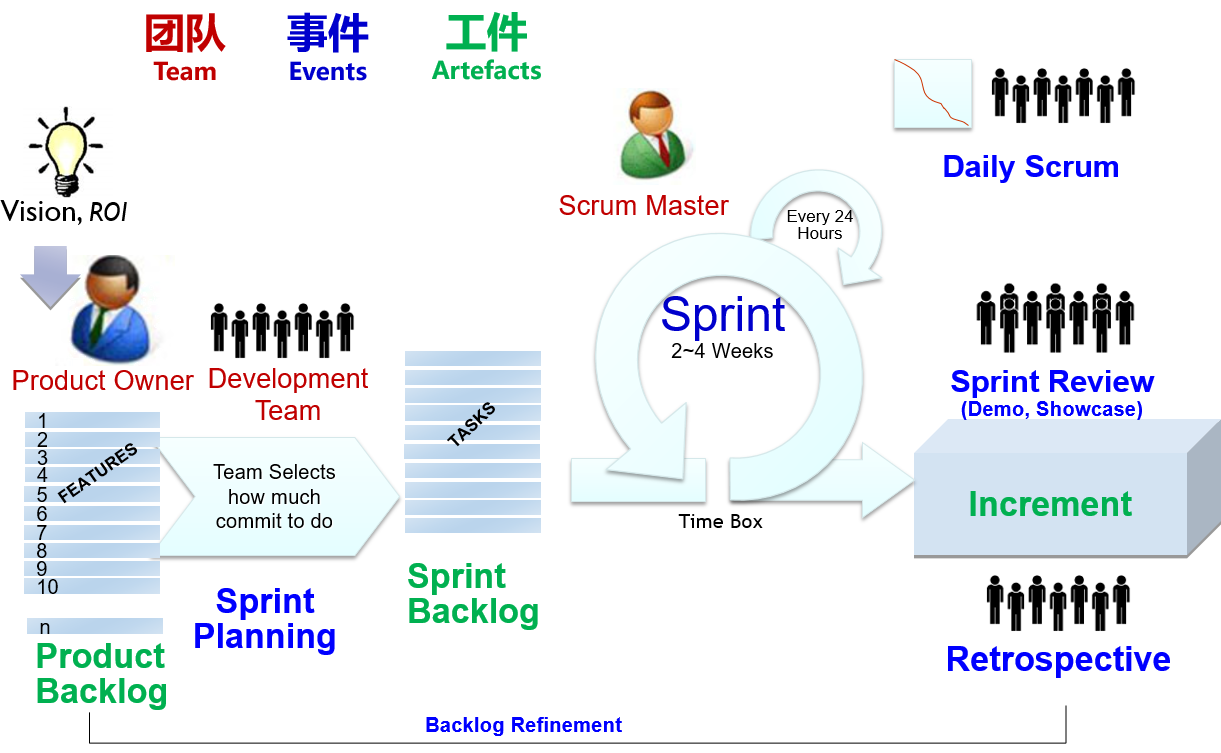 团队
Team
事件
Events
工件
Artefacts
Vision, ROI
Scrum Master
Daily Scrum
Every 24
Hours
Product Owner
Development
Team
Sprint
2~4 Weeks
Sprint Review
(Demo, Showcase)
1
2
3
4
5
6
7
8
9
10
n
FEATURES
Team Selects
how much
commit to do
TASKS
Time Box
Increment
Sprint
Planning
Sprint
Backlog
Product
Backlog
Retrospective
Backlog Refinement